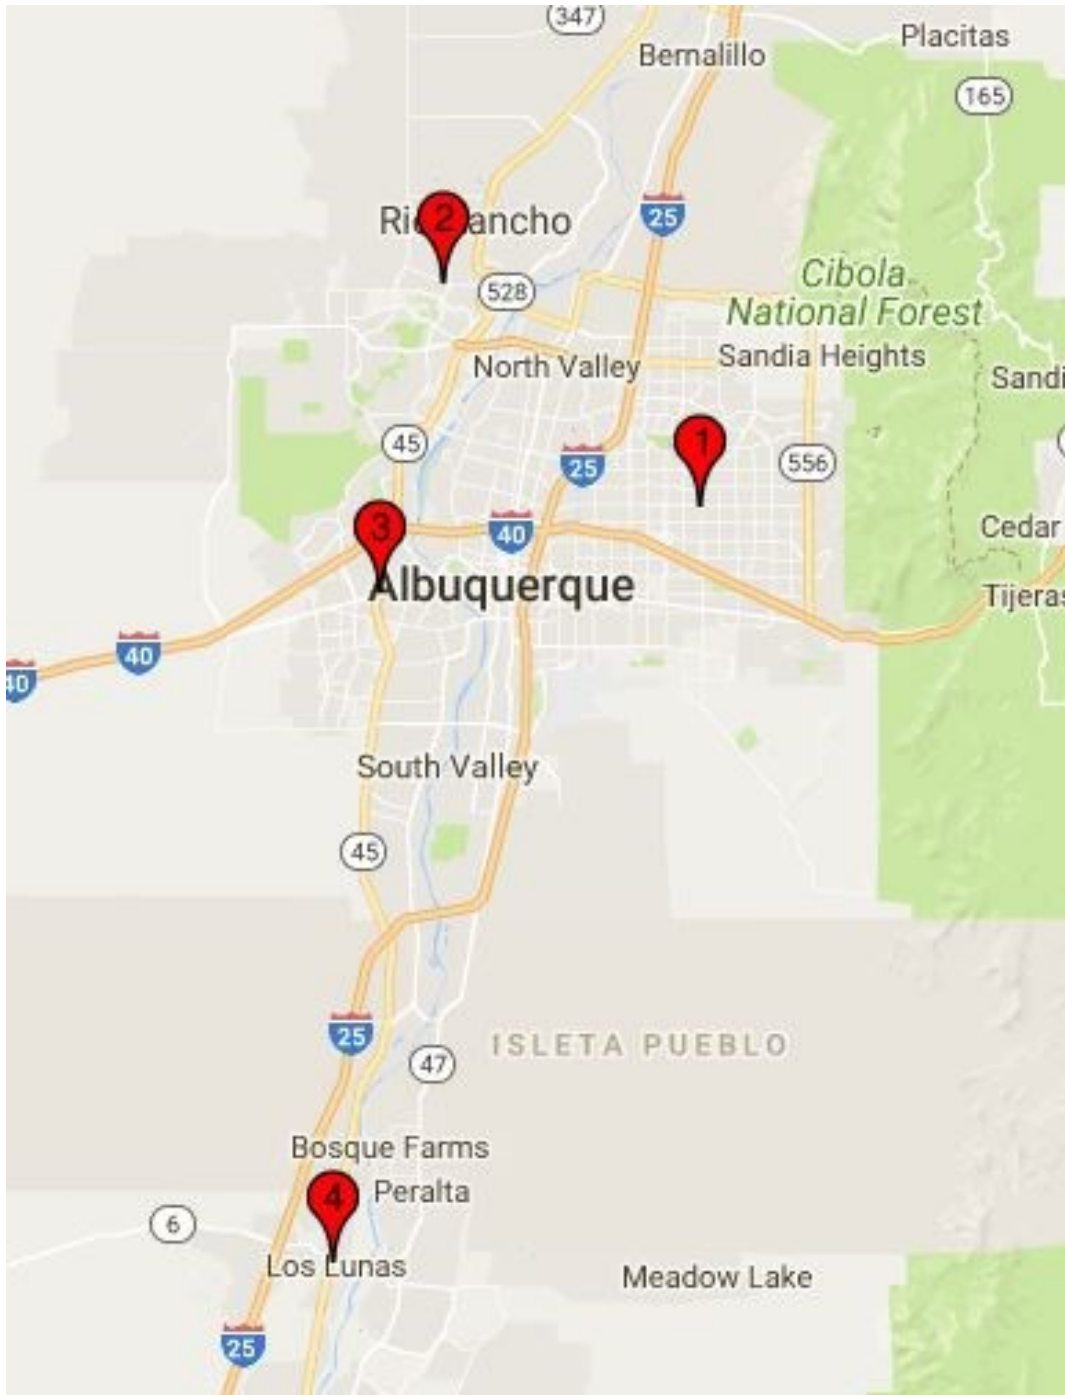 347
Bernalillo
Placitas
165
2
Rio Rancho
25
528
Cibola
National Forest
North Valley
Sandia Heights
Sandi
45
1
25
556
3
40
Cedar
Albuquerque
Tijeras
40
40
South Valley
45
25
ISLETA PUEBLO
47
Bosque Farms
4
Peralta
6
Los Lunas
Meadow Lake
25